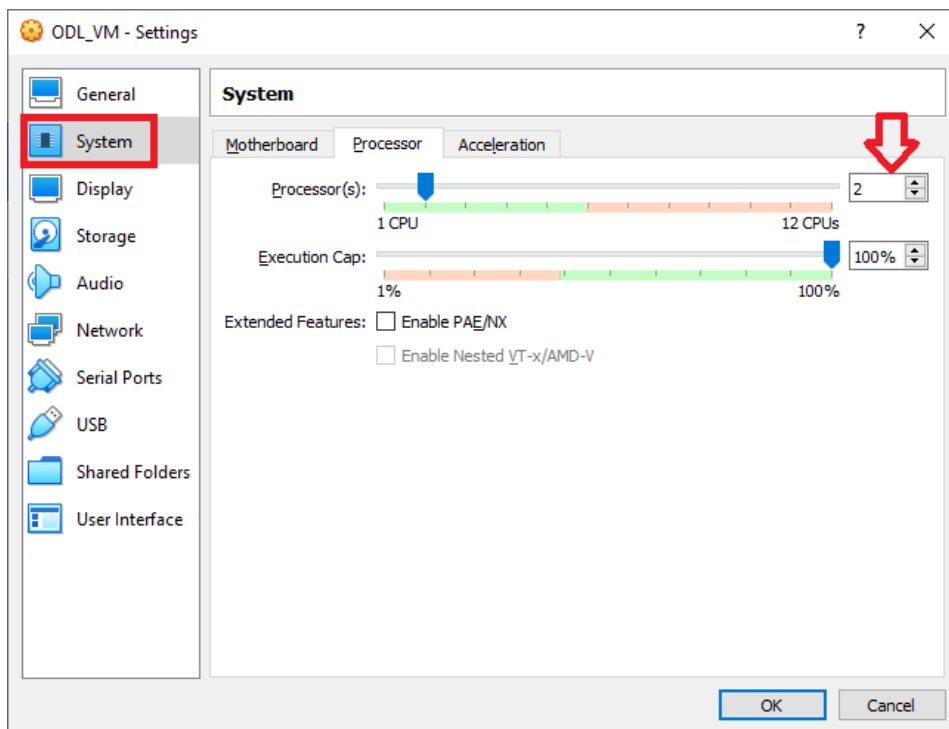 ODL_VM - Settings
?
General
System
Display
Storage
Audio
Network
Serial Ports
USB
Shared Folders
User Interface
System
Motherboard Processor Acceleration
Processor(s): 2
1 CPU 12 CPUs
Execution Cap: 100%
1% 100%
Extended Features: Enable PAE/NX
Enable Nested VT-x/AMD-V
OK Cancel